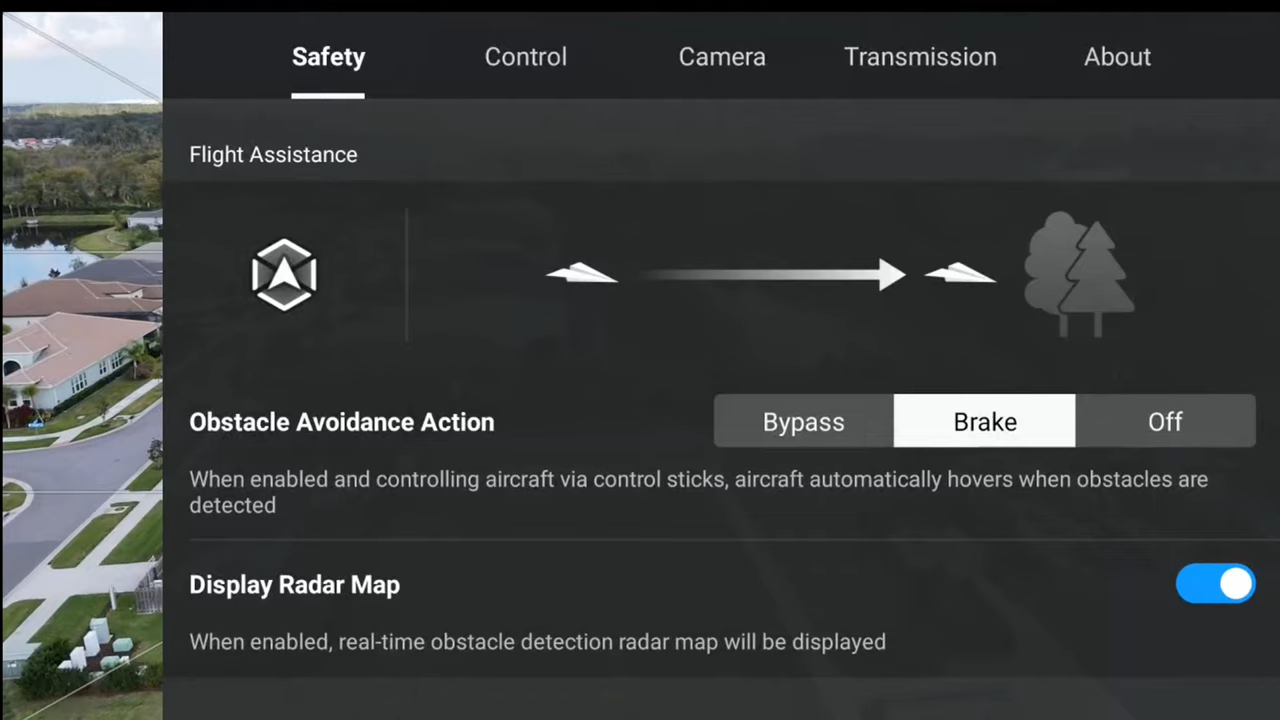 Safety Control Camera Transmission About
Flight Assistance
Obstacle Avoidance Action Bypass Brake Off
When enabled and controlling aircraft via control sticks, aircraft automatically hovers when obstacles are
detected
Display Radar Map
When enabled, real-time obstacle detection radar map will be displayed